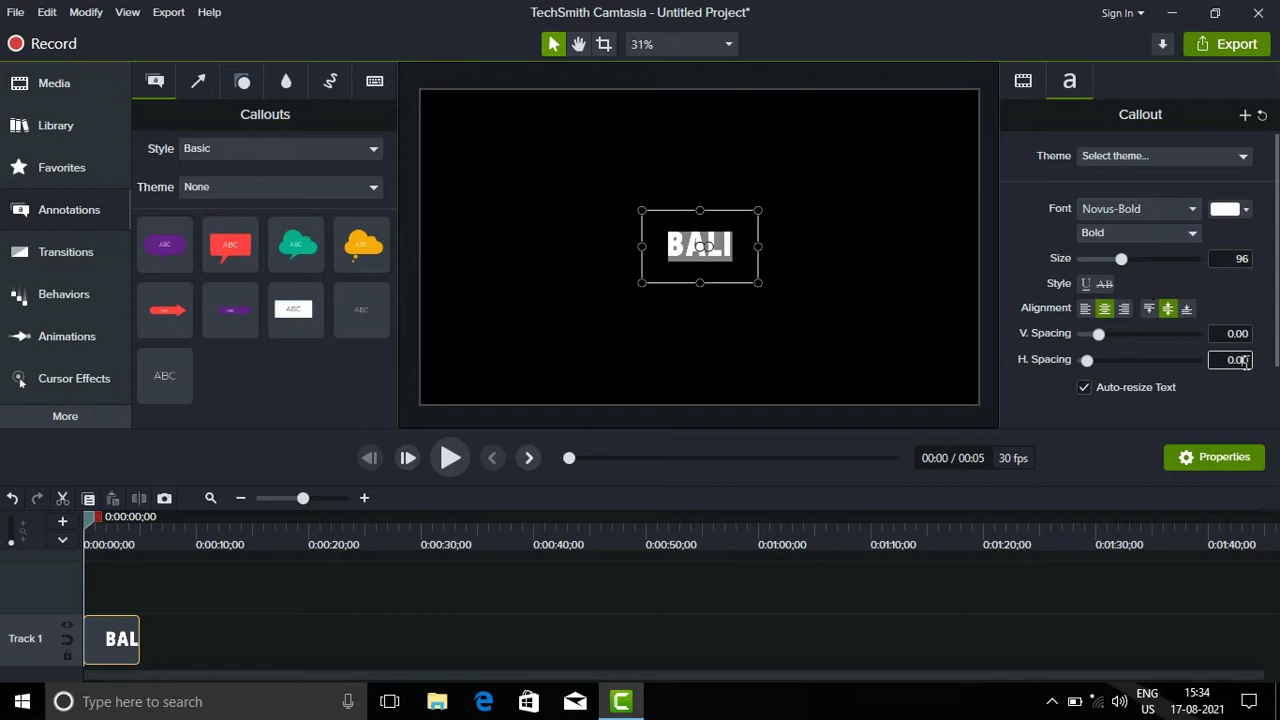 File Edit Modify View Export Help TechSmith Camtasia - Untitled Project* Sign In
Record 31% Export
Media
Library
Favorites
Annotations
Transitions
Behaviors
Animations
Cursor Effects
More
Callouts
Style Basic
Theme None
ABC ABC ABC ABC
ABC ABC ABC ABC
ABC
BALI
a
Callout
Theme Select theme...
Font Novus-Bold
Bold
Size 96
Style U AB
Alignment
V. Spacing 0.00
H. Spacing 0.00
Auto-resize Text
00:00 / 00:05 30 fps Properties
0:00:00;00
0:00:00;00 0:00:10;00 0:00:20;00 0:00:30;00 0:00:40;00 0:00:50;00 0:01:00;00 0:01:10;00 0:01:20;00 0:01:30;00 0:01:40;00
Track 1 BAL
Type here to search ENG 15:34
US 17-08-2021